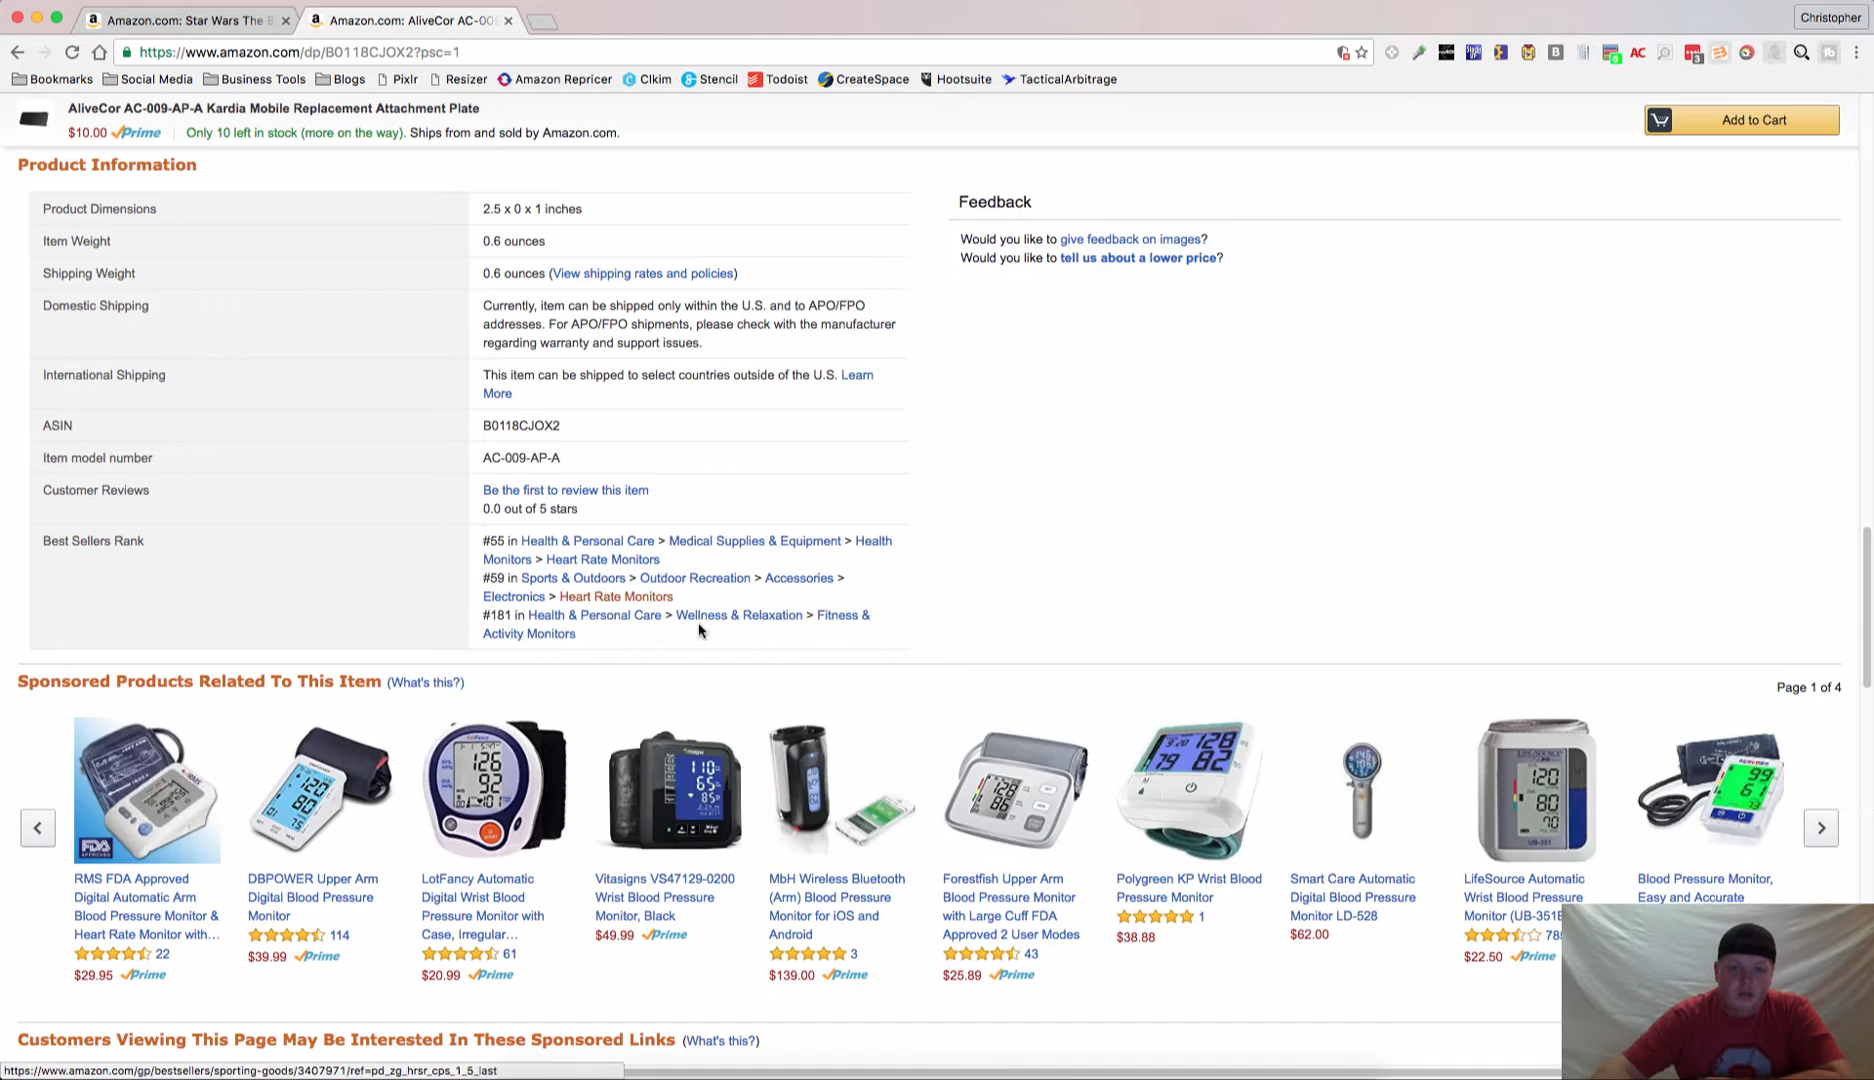 Amazon.com: Star Wars The B
Amazon.com: AliveCor AC-00
Christopher
https://www.amazon.com/dp/B0118CJOX2?psc=1
Bookmarks Social Media Business Tools Blogs Pixlr Resizer Amazon Repricer Clkim Stencil Todoist CreateSpace Hootsuite TacticalArbitrage
AliveCor AC-009-AP-A Kardia Mobile Replacement Attachment Plate
$10.00 Prime Only 10 left in stock (more on the way). Ships from and sold by Amazon.com.
Add to Cart
Product Information
Product Dimensions 2.5 x 0 x 1 inches
Item Weight 0.6 ounces
Shipping Weight 0.6 ounces (View shipping rates and policies)
Domestic Shipping Currently, item can be shipped only within the U.S. and to APO/FPO
addresses. For APO/FPO shipments, please check with the manufacturer
regarding warranty and support issues.
International Shipping This item can be shipped to select countries outside of the U.S. Learn
More
ASIN B0118CJOX2
Item model number AC-009-AP-A
Customer Reviews Be the first to review this item
0.0 out of 5 stars
Best Sellers Rank #55 in Health & Personal Care > Medical Supplies & Equipment > Health
Monitors > Heart Rate Monitors
#59 in Sports & Outdoors > Outdoor Recreation > Accessories >
Electronics > Heart Rate Monitors
#181 in Health & Personal Care > Wellness & Relaxation > Fitness &
Activity Monitors
Feedback
Would you like to give feedback on images?
Would you like to tell us about a lower price?
Sponsored Products Related To This Item (What's this?)
Page 1 of 4
RMS FDA Approved
Digital Automatic Arm
Blood Pressure Monitor &
Heart Rate Monitor with...
22
$29.95 Prime
DBPOWER Upper Arm
Digital Blood Pressure
Monitor
114
$39.99 Prime
LotFancy Automatic
Digital Wrist Blood
Pressure Monitor with
Case, Irregular...
61
$20.99 Prime
Vitasigns VS47129-0200
Wrist Blood Pressure
Monitor, Black
$49.99 Prime
MbH Wireless Bluetooth
(Arm) Blood Pressure
Monitor for iOS and
Android
3
$139.00 Prime
Forestfish Upper Arm
Blood Pressure Monitor
with Large Cuff FDA
Approved 2 User Modes
43
$25.89 Prime
Polygreen KP Wrist Blood
Pressure Monitor
1
$38.88
Smart Care Automatic
Digital Blood Pressure
Monitor LD-528
$62.00
LifeSource Automatic
Wrist Blood Pressure
Monitor (UB-351B
$22.50 Prime
Blood Pressure Monitor,
Easy and Accurate
Customers Viewing This Page May Be Interested In These Sponsored Links (What's this?)
https://www.amazon.com/gp/bestsellers/sporting-goods/3407971/ref=pd_zg_hrsr_cps_1_5_last